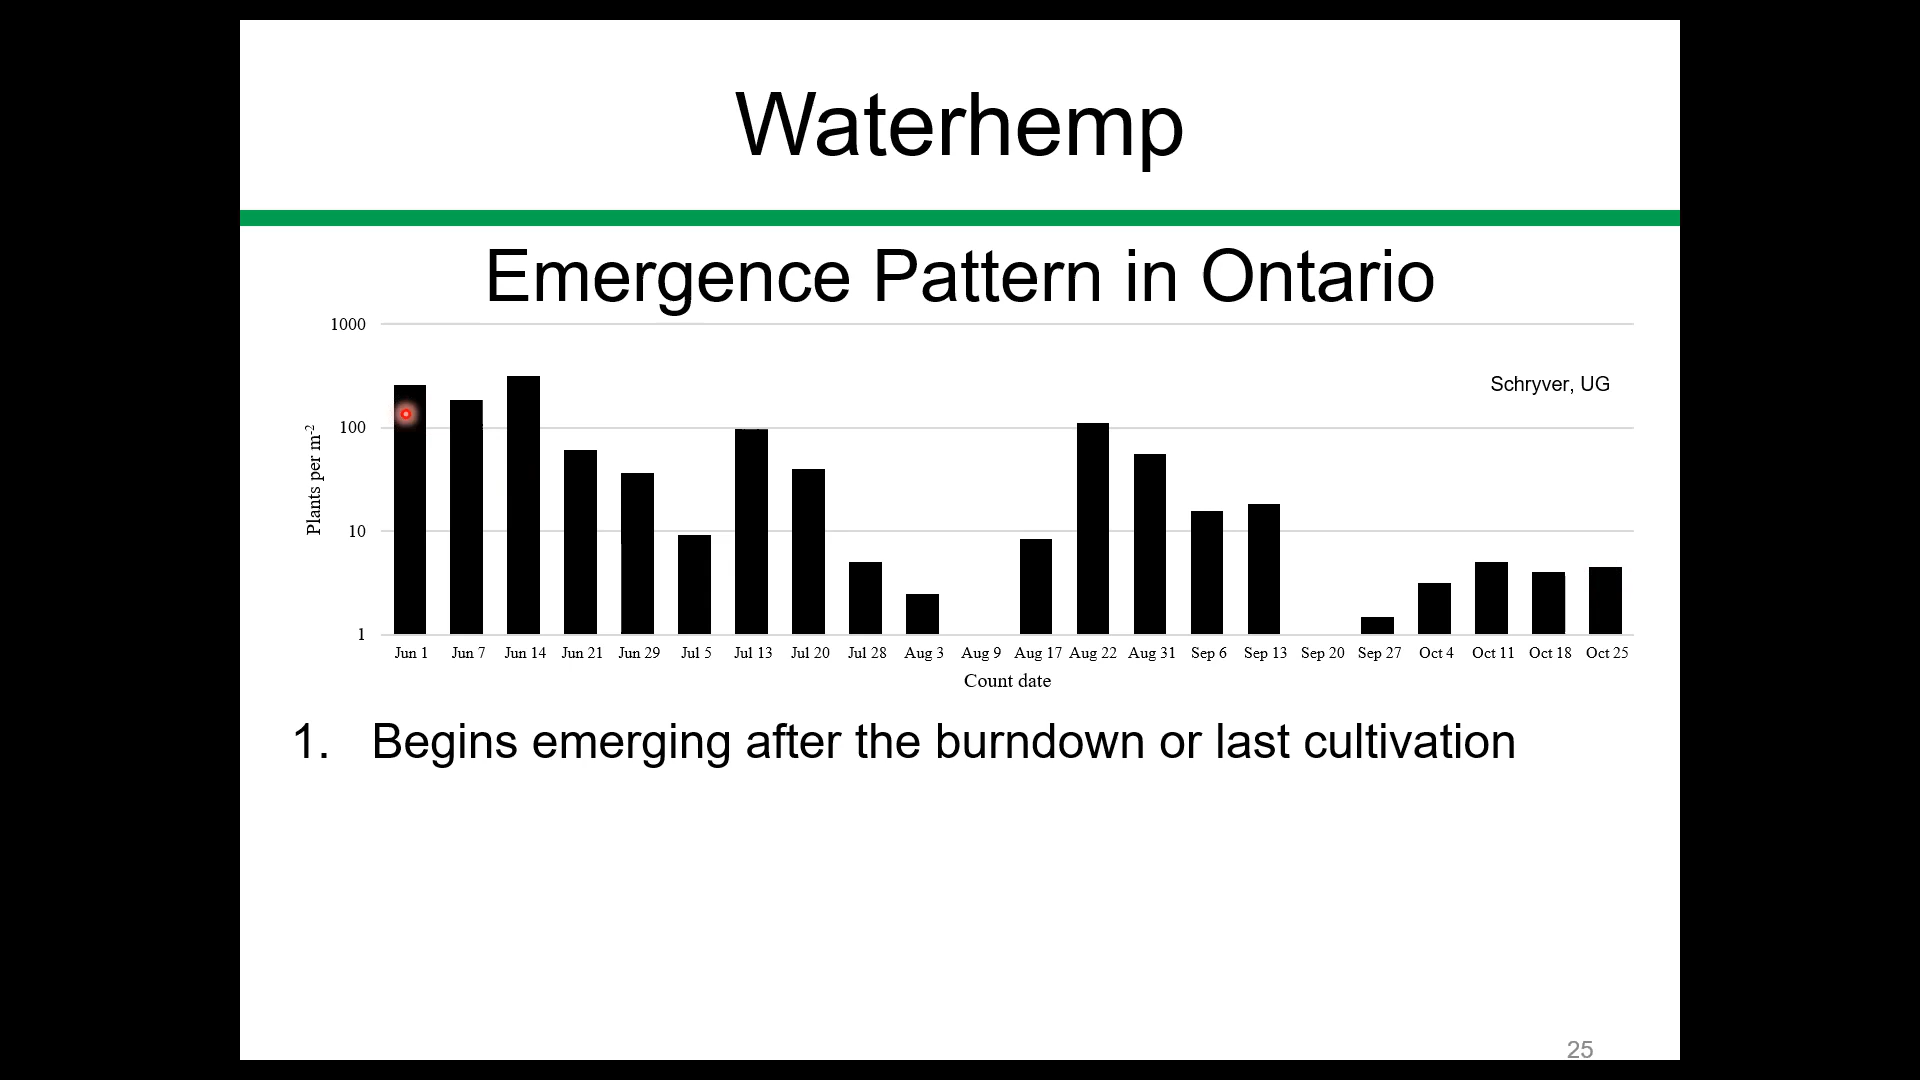 Waterhemp
Emergence Pattern in Ontario
1000
Schryver, UG
100
10
1
Plants per m-2
Jun 1 Jun 7 Jun 14 Jun 21 Jun 29 Jul 5 Jul 13 Jul 20 Jul 28 Aug 3 Aug 9 Aug 17 Aug 22 Aug 31 Sep 6 Sep 13 Sep 20 Sep 27 Oct 4 Oct 11 Oct 18 Oct 25
Count date
1. Begins emerging after the burndown or last cultivation
25